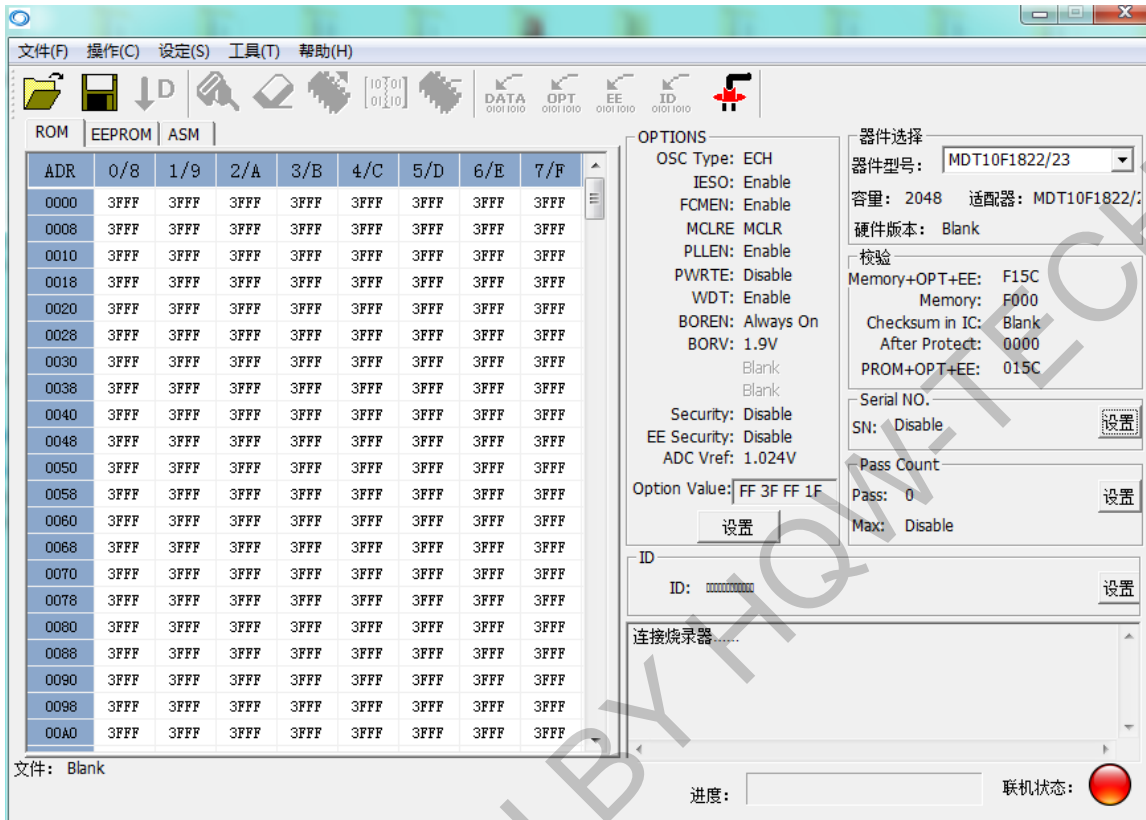 文件(F) 操作(C) 设定(S) 工具(T) 帮助(H)
D DATA OPT EE ID
ROM EEPROM ASM
ADR 0/8 1/9 2/A 3/B 4/C 5/D 6/E 7/F
0000 3FFF 3FFF 3FFF 3FFF 3FFF 3FFF 3FFF 3FFF
0008 3FFF 3FFF 3FFF 3FFF 3FFF 3FFF 3FFF 3FFF
0010 3FFF 3FFF 3FFF 3FFF 3FFF 3FFF 3FFF 3FFF
0018 3FFF 3FFF 3FFF 3FFF 3FFF 3FFF 3FFF 3FFF
0020 3FFF 3FFF 3FFF 3FFF 3FFF 3FFF 3FFF 3FFF
0028 3FFF 3FFF 3FFF 3FFF 3FFF 3FFF 3FFF 3FFF
0030 3FFF 3FFF 3FFF 3FFF 3FFF 3FFF 3FFF 3FFF
0038 3FFF 3FFF 3FFF 3FFF 3FFF 3FFF 3FFF 3FFF
0040 3FFF 3FFF 3FFF 3FFF 3FFF 3FFF 3FFF 3FFF
0048 3FFF 3FFF 3FFF 3FFF 3FFF 3FFF 3FFF 3FFF
0050 3FFF 3FFF 3FFF 3FFF 3FFF 3FFF 3FFF 3FFF
0058 3FFF 3FFF 3FFF 3FFF 3FFF 3FFF 3FFF 3FFF
0060 3FFF 3FFF 3FFF 3FFF 3FFF 3FFF 3FFF 3FFF
0068 3FFF 3FFF 3FFF 3FFF 3FFF 3FFF 3FFF 3FFF
0070 3FFF 3FFF 3FFF 3FFF 3FFF 3FFF 3FFF 3FFF
0078 3FFF 3FFF 3FFF 3FFF 3FFF 3FFF 3FFF 3FFF
0080 3FFF 3FFF 3FFF 3FFF 3FFF 3FFF 3FFF 3FFF
0088 3FFF 3FFF 3FFF 3FFF 3FFF 3FFF 3FFF 3FFF
0090 3FFF 3FFF 3FFF 3FFF 3FFF 3FFF 3FFF 3FFF
0098 3FFF 3FFF 3FFF 3FFF 3FFF 3FFF 3FFF 3FFF
00A0 3FFF 3FFF 3FFF 3FFF 3FFF 3FFF 3FFF 3FFF
文件: Blank
OPTIONS
OSC Type: ECH
IESO: Enable
FCMEN: Enable
MCLRE MCLR
PLLEN: Enable
PWRTE: Disable
WDT: Enable
BOREN: Always On
BORV: 1.9V
Blank
Blank
Security: Disable
EE Security: Disable
ADC Vref: 1.024V
Option Value: FF 3F FF 1F
设置
器件选择
器件型号: MDT10F1822/23
容量: 2048 适配器: MDT10F1822/2
硬件版本: Blank
校验
Memory+OPT+EE: F15C
Memory: F000
Checksum in IC: Blank
After Protect: 0000
PROM+OPT+EE: 015C
Serial NO.
SN: Disable 设置
Pass Count
Pass: 0 设置
Max: Disable
ID
ID: 设置
连接烧录器......
进度: 联机状态:
BY HQW-TECH